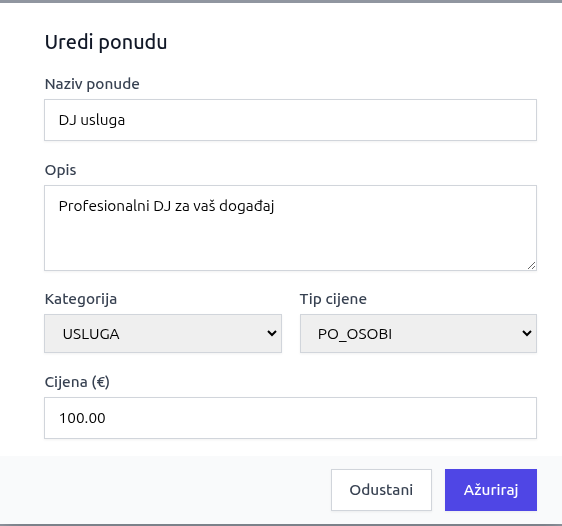 Uredi ponudu
Naziv ponude
DJ usluga
Opis
Profesionalni DJ za vaš događaj
Kategorija
Tip cijene
USLUGA
PO_OSOBI
Cijena (€)
100.00
Odustani
Ažuriraj